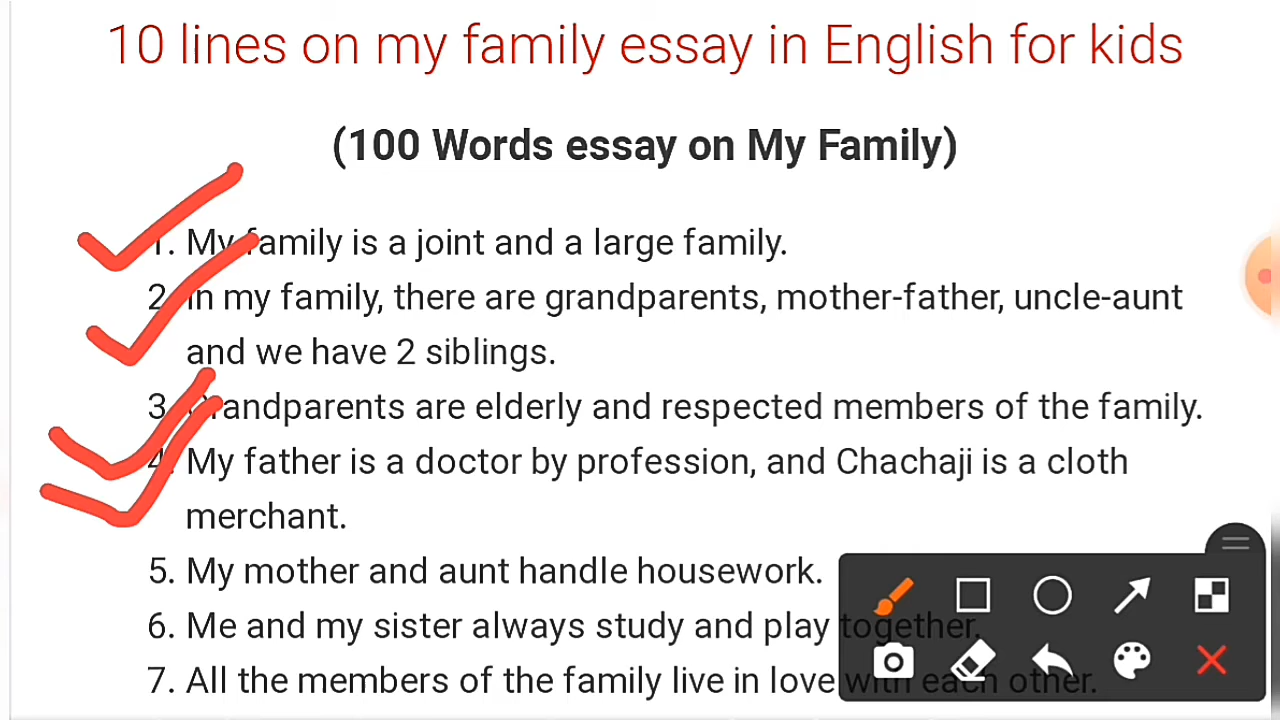 10 lines on my family essay in English for kids
(100 Words essay on My Family)
1. My family is a joint and a large family.
2. In my family, there are grandparents, mother-father, uncle-aunt
and we have 2 siblings.
3. Grandparents are elderly and respected members of the family.
4. My father is a doctor by profession, and Chachaji is a cloth
merchant.
5. My mother and aunt handle housework.
6. Me and my sister always study and play together.
7. All the members of the family live in love with each other.